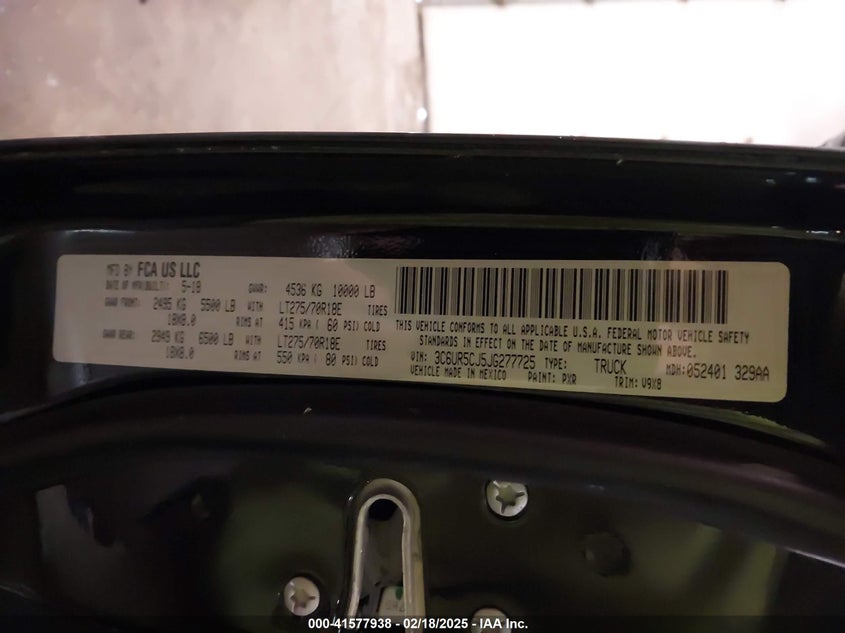 MFD BY FCA US LLC
DATE OF MFR(BUILT): 5-18 GVWR: 4536 KG 10000 LB
GAWR FRONT: 2495 KG 5500 LB WITH LT275/70R18E TIRES
18X8.0 RIMS AT 415 KPA ( 60 PSI) COLD
GAWR REAR: 2949 KG 6500 LB WITH LT275/70R18E
18X8.0 RIMS AT 550 KPA ( 80 PSI) COLD
THIS VEHICLE CONFORMS TO ALL APPLICABLE U.S.A. FEDERAL MOTOR VEHICLE SAFETY
STANDARDS IN EFFECT ON THE DATE OF MANUFACTURE SHOWN ABOVE.
VIN: 3C6UR5CJ5JG277725 TYPE: TRUCK MDH: 052401 329AA
VEHICLE MADE IN MEXICO PAINT: PXR TRIM: V9X8
000-41577938 - 02/18/2025 - IAA Inc.